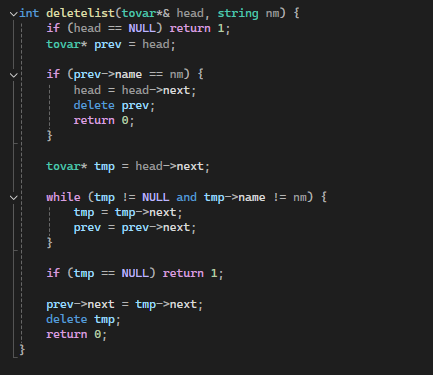 int deletelist(tovar*& head, string nm) {
    if (head == NULL) return 1;
    tovar* prev = head;

    if (prev->name == nm) {
        head = head->next;
        delete prev;
        return 0;
    }

    tovar* tmp = head->next;

    while (tmp != NULL and tmp->name != nm) {
        tmp = tmp->next;
        prev = prev->next;
    }

    if (tmp == NULL) return 1;

    prev->next = tmp->next;
    delete tmp;
    return 0;
}